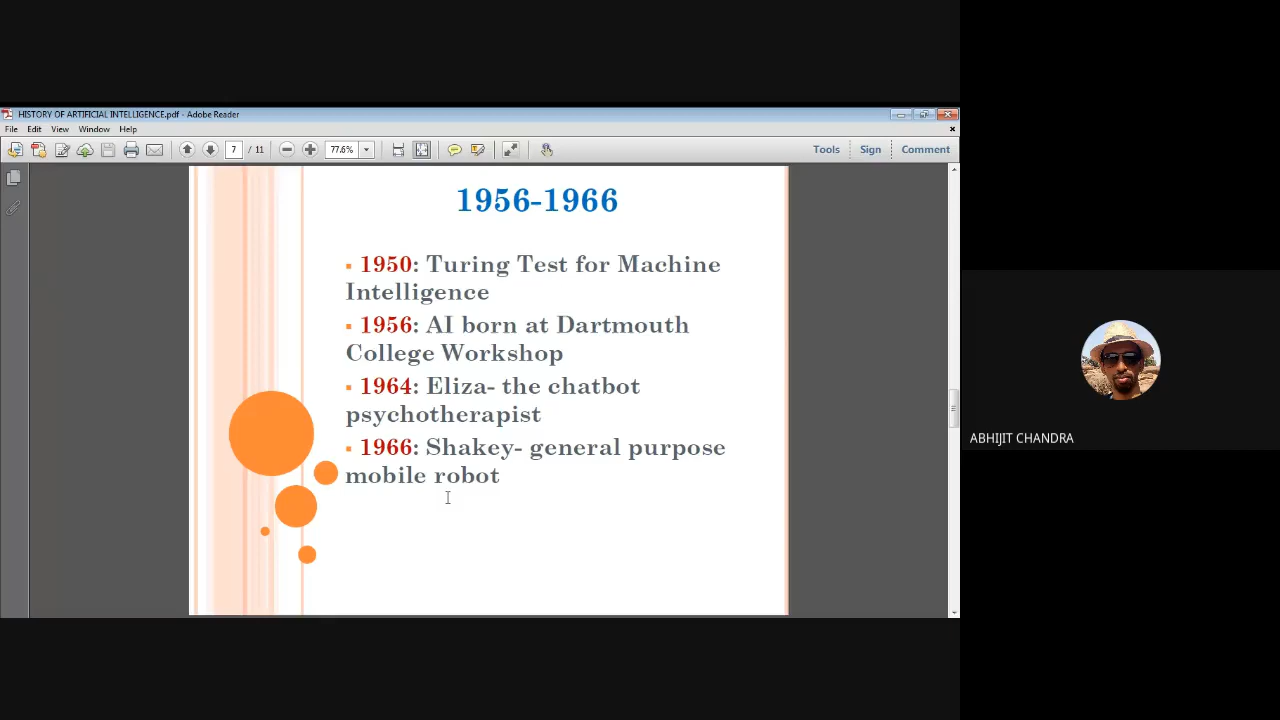 HISTORY OF ARTIFICIAL INTELLIGENCE.pdf - Adobe Reader
File Edit View Window Help
7 / 11 77.6% Tools Sign Comment
1956-1966
▪ 1950: Turing Test for Machine
Intelligence
▪ 1956: AI born at Dartmouth
College Workshop
▪ 1964: Eliza- the chatbot
psychotherapist
▪ 1966: Shakey- general purpose
mobile robot
ABHIJIT CHANDRA